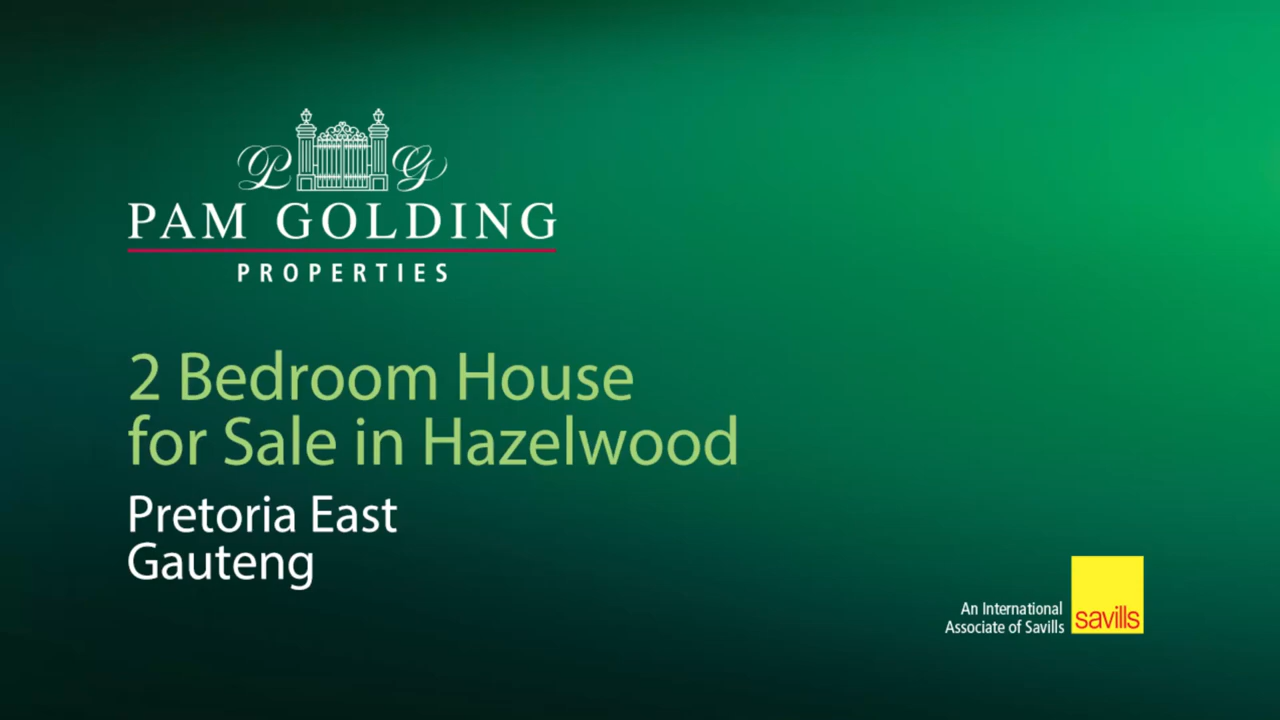 P G
PAM GOLDING
PROPERTIES
2 Bedroom House
for Sale in Hazelwood
Pretoria East
Gauteng
An International
Associate of Savills
savills